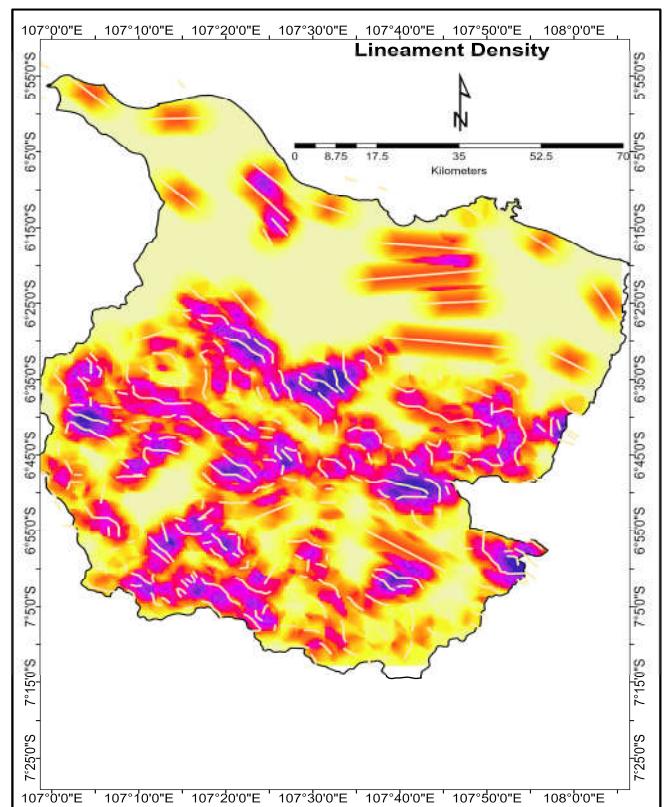 107°0'0"E 107°10'0"E 107°20'0"E 107°30'0"E 107°40'0"E 107°50'0"E 108°0'0"E
Lineament Density
N
0 8.75 17.5 35 52.5 70
Kilometers
5°55'0"S 5°55'0"S
6°5'0"S 6°5'0"S
6°15'0"S 6°15'0"S
6°25'0"S 6°25'0"S
6°35'0"S 6°35'0"S
6°45'0"S 6°45'0"S
6°55'0"S 6°55'0"S
7°5'0"S 7°5'0"S
7°15'0"S 7°15'0"S
7°25'0"S 7°25'0"S
107°0'0"E 107°10'0"E 107°20'0"E 107°30'0"E 107°40'0"E 107°50'0"E 108°0'0"E